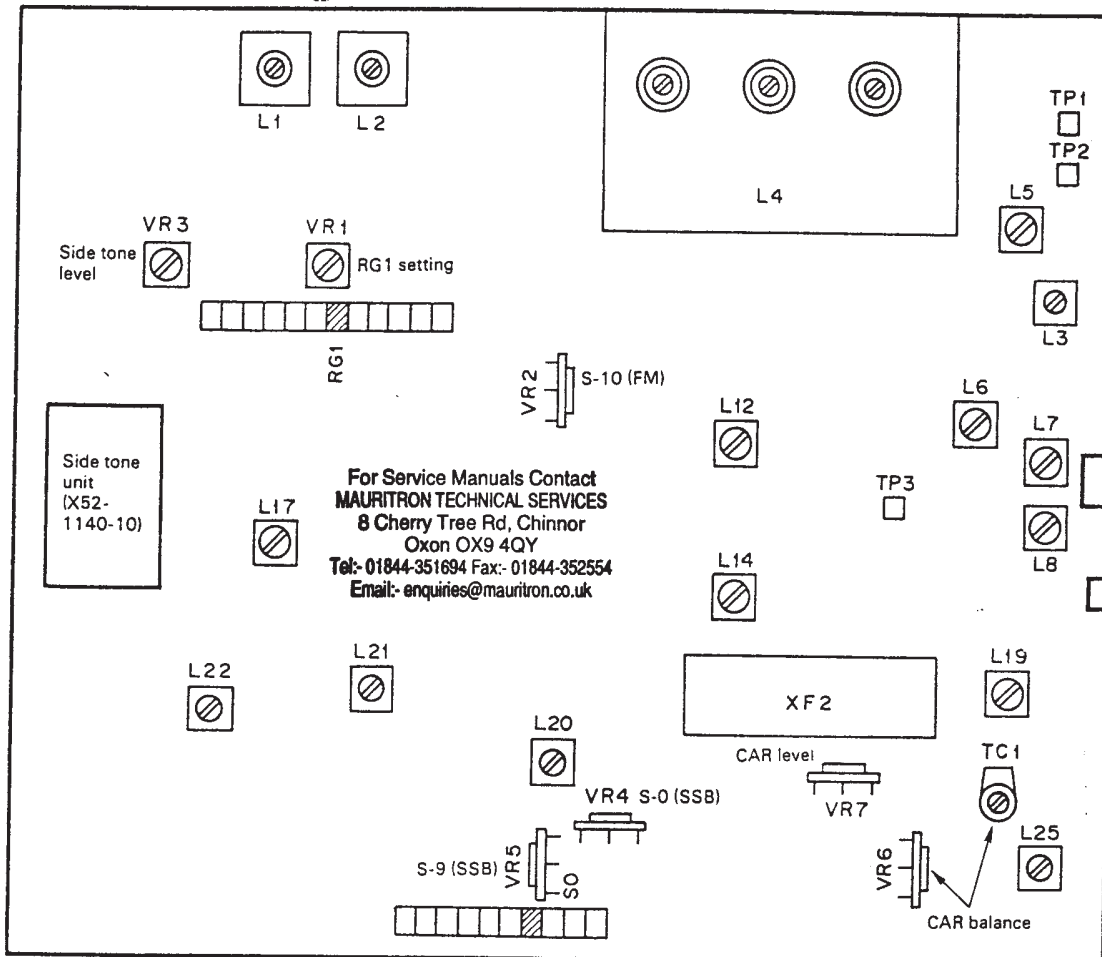 L1
L2
L4
TP1
TP2
L5
VR3
Side tone
level
VR1
RG1 setting
L3
RG1
VR2
S-10 (FM)
L12
L6
L7
Side tone
unit
(X52-
1140-10)
For Service Manuals Contact
MAURITRON TECHNICAL SERVICES
8 Cherry Tree Rd, Chinnor
Oxon OX9 4QY
Tel:- 01844-351694 Fax:- 01844-352554
Email:- enquiries@mauritron.co.uk
L17
TP3
L8
L14
L22
L21
L19
XF2
L20
CAR level
TC1
VR4 S-0 (SSB)
VR7
L25
S-9 (SSB)
VR5
SO
VR6
CAR balance